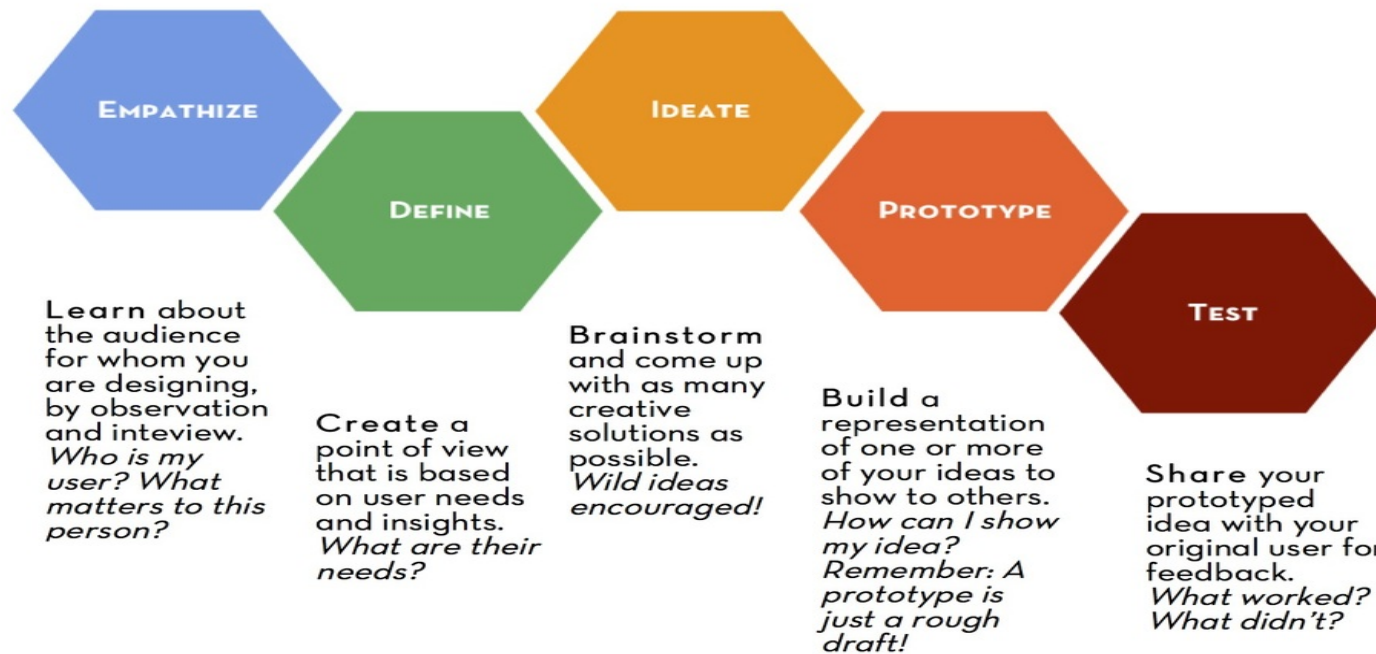 EMPATHIZE
DEFINE
IDEATE
PROTOTYPE
TEST
Learn about
the audience
for whom you
are designing,
by observation
and inteview.
Who is my
user? What
matters to this
person?
Create a
point of view
that is based
on user needs
and insights.
What are their
needs?
Brainstorm
and come up
with as many
creative
solutions as
possible.
Wild ideas
encouraged!
Build a
representation
of one or more
of your ideas to
show to others.
How can I show
my idea?
Remember: A
prototype is
just a rough
draft!
Share your
prototyped
idea with your
original user for
feedback.
What worked?
What didn't?